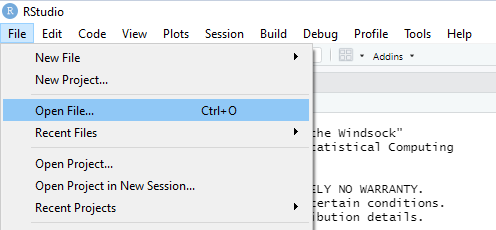 RStudio
File Edit Code View Plots Session Build Debug Profile Tools Help
New File
Addins
New Project...
Open File... Ctrl+O
Recent Files
the Windsock"
tatistical Computing
Open Project...
Open Project in New Session...
LY NO WARRANTY.
ertain conditions.
Recent Projects
ibution details.